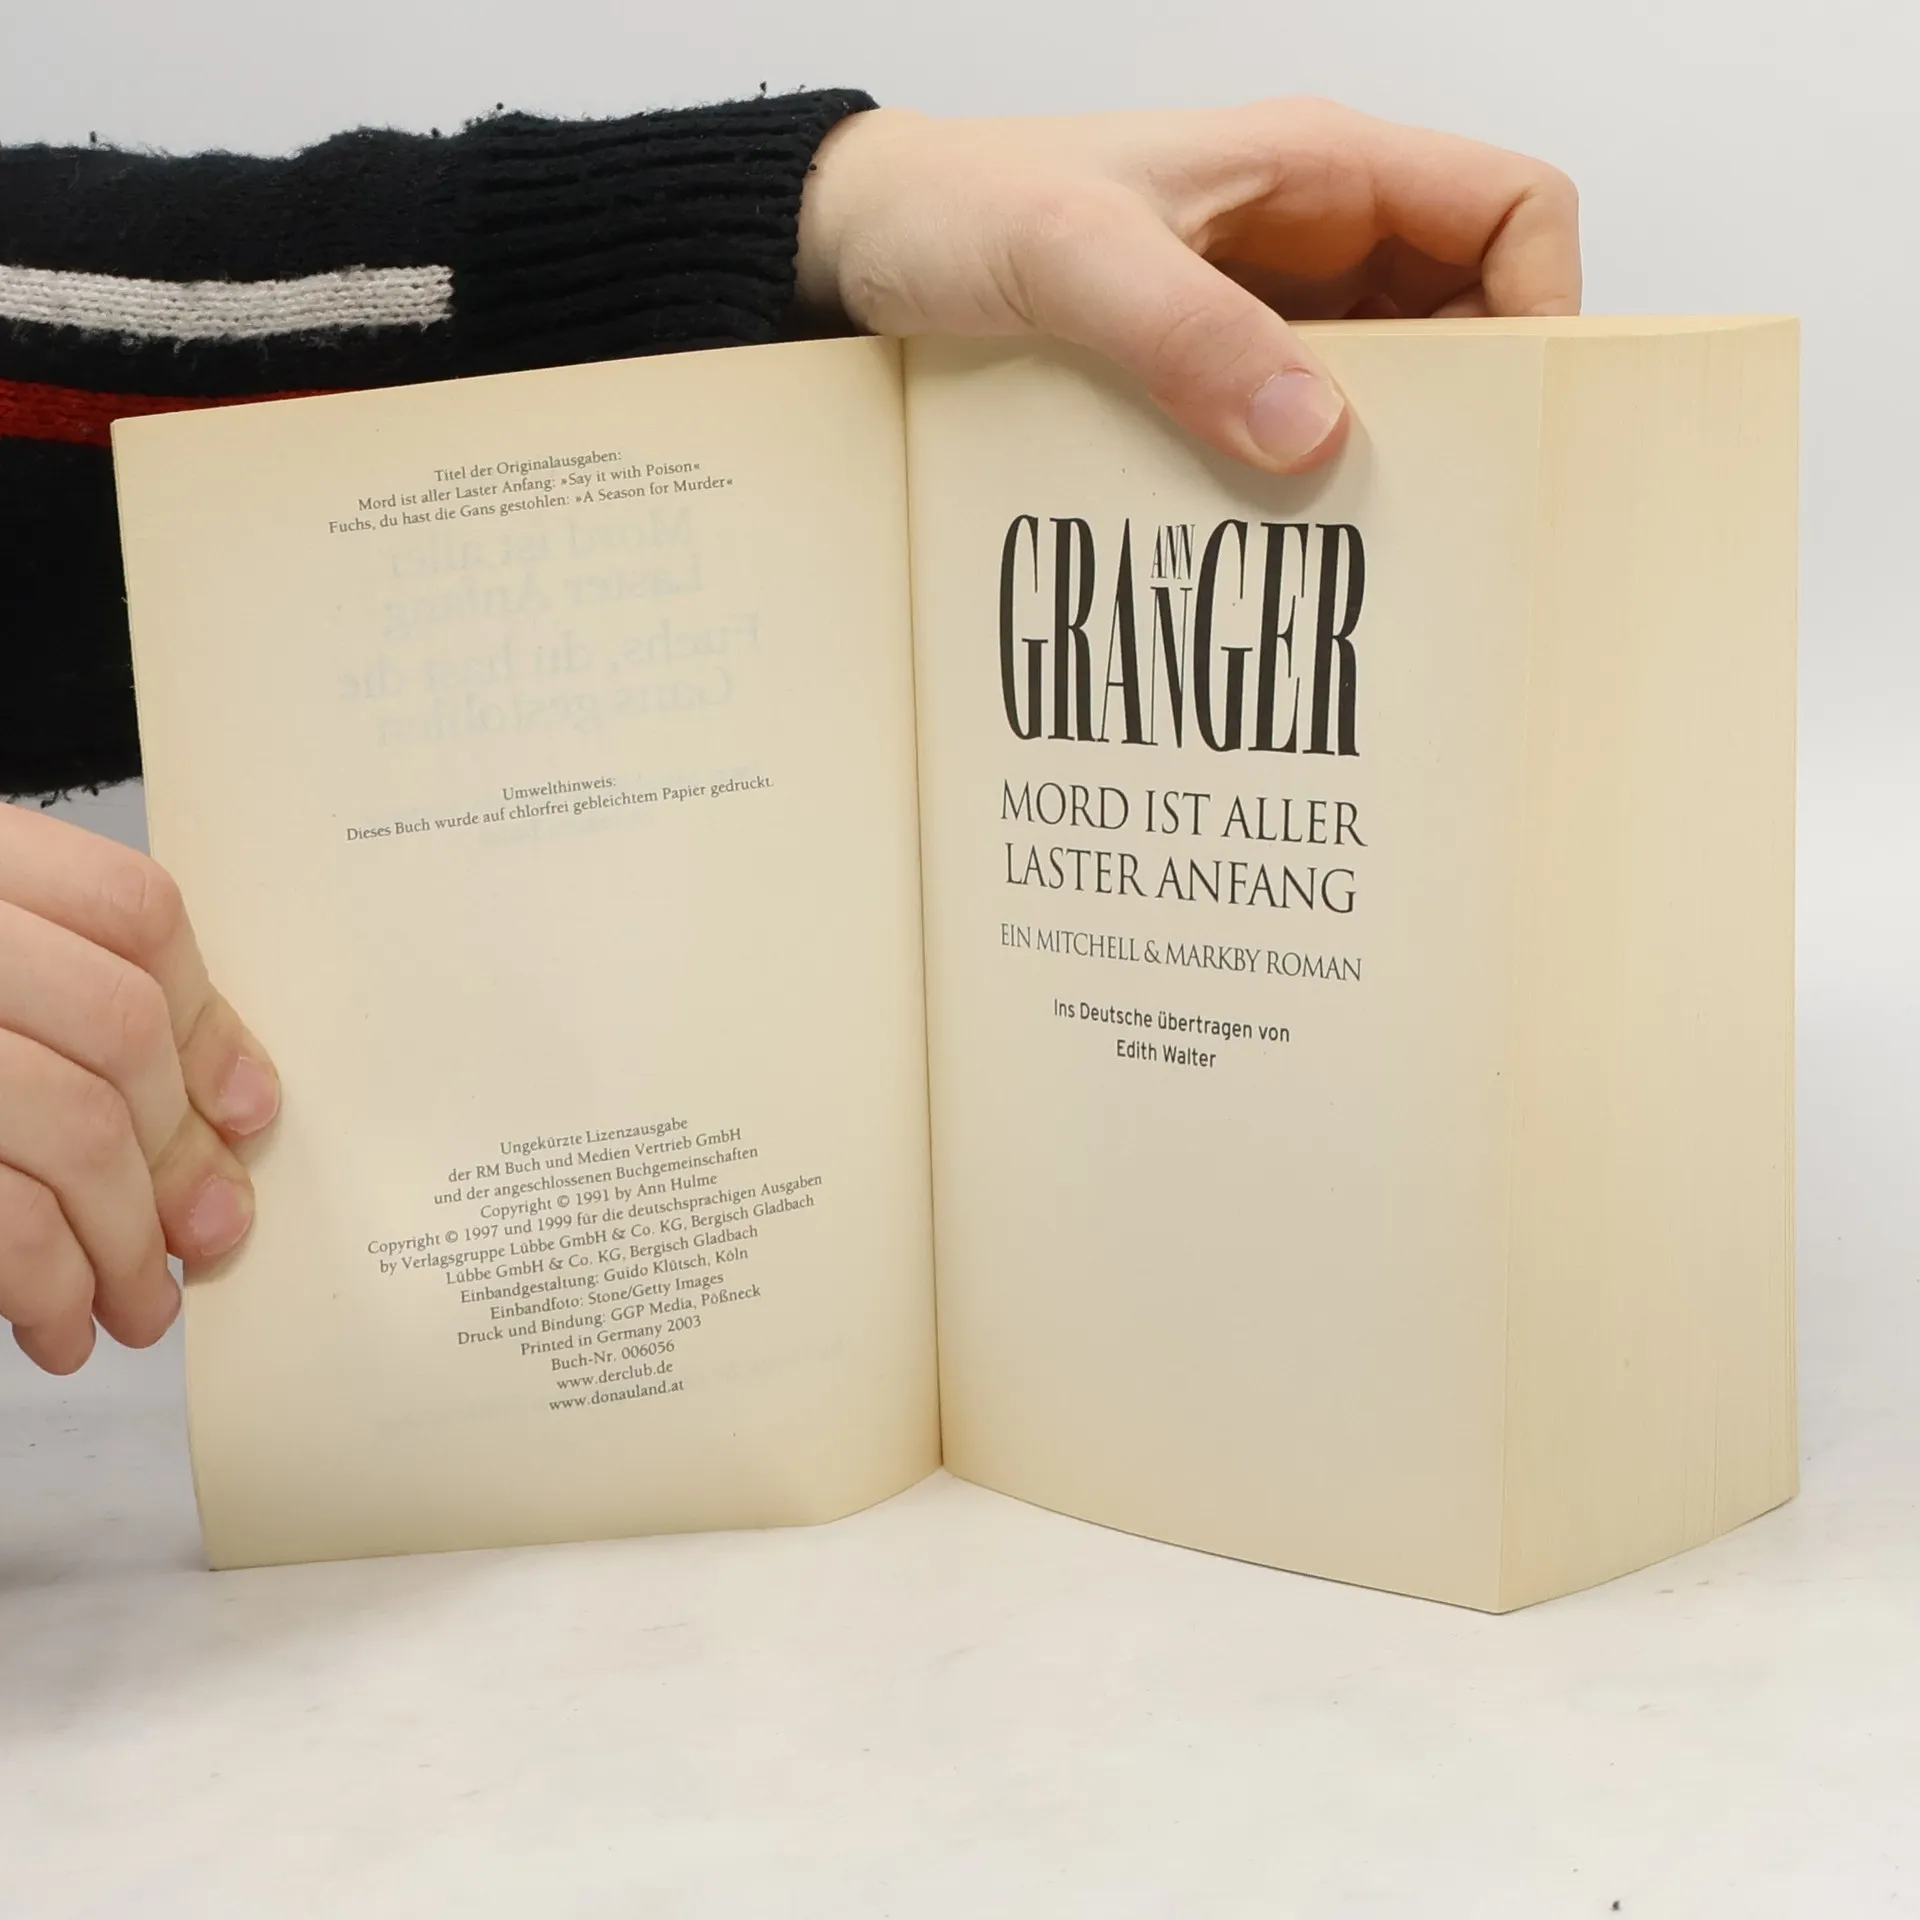 Titel der Originalausgaben:
Mord ist aller Laster Anfang: »Say it with Poison«
Fuchs, du hast die Gans gestohlen: »A Season for Murder«
Umwelthinweis:
Dieses Buch wurde auf chlorfrei gebleichtem Papier gedruckt.
Ungekürzte Lizenzausgabe
der RM Buch und Medien Vertrieb GmbH
und der angeschlossenen Buchgemeinschaften
Copyright © 1991 by Ann Hulme
Copyright © 1997 und 1999 für die deutschsprachigen Ausgaben
by Verlagsgruppe Lübbe GmbH & Co. KG, Bergisch Gladbach
Lübbe GmbH & Co. KG, Bergisch Gladbach
Einbandgestaltung: Guido Klütsch, Köln
Einbandfoto: Stone/Getty Images
Druck und Bindung: GGP Media, Pößneck
Printed in Germany 2003
Buch-Nr. 006056
www.derclub.de
www.donauland.at
ANN
GRANGER
MORD IST ALLER
LASTER ANFANG
EIN MITCHELL & MARKBY ROMAN
Ins Deutsche übertragen von
Edith Walter